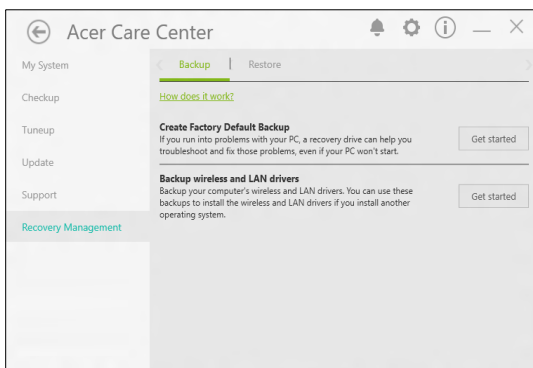 Acer Care Center
My System
Checkup
Tuneup
Update
Support
Recovery Management
Backup | Restore
How does it work?
Create Factory Default Backup
If you run into problems with your PC, a recovery drive can help you
troubleshoot and fix those problems, even if your PC won't start.
Get started
Backup wireless and LAN drivers
Backup your computer's wireless and LAN drivers. You can use these
backups to install the wireless and LAN drivers if you install another
operating system.
Get started